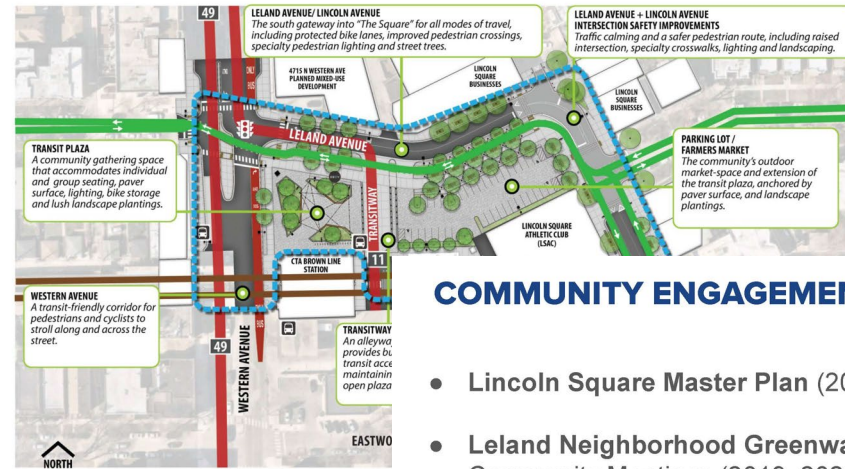 49
LELAND AVENUE/ LINCOLN AVENUE
The south gateway into "The Square" for all modes of travel,
including protected bike lanes, improved pedestrian crossings,
specialty pedestrian lighting and street trees.
LELAND AVENUE + LINCOLN AVENUE
INTERSECTION SAFETY IMPROVEMENTS
Traffic calming and a safer pedestrian route, including raised
intersection, specialty crosswalks, lighting and landscaping.
4715 N WESTERN AVE
PLANNED MIXED-USE
DEVELOPMENT
LINCOLN
SQUARE
BUSINESSES
LINCOLN
SQUARE
BUSINESSES
ONLY
BUS
LELAND AVENUE
TRANSIT PLAZA
A community gathering space
that accommodates individual
and group seating, paver
surface, lighting, bike storage
and lush landscape plantings.
PARKING LOT /
FARMERS MARKET
The community's outdoor
market-space and extension of
the transit plaza, anchored by
paver surface, and landscape
plantings.
TRANSITWAY
LINCOLN SQUARE
ATHLETIC CLUB
(LSAC)
CTA BROWN LINE
STATION
11
WESTERN AVENUE
A transit-friendly corridor for
pedestrians and cyclists to
stroll along and across the
street.
BUS
49
WESTERN AVENUE
TRANSITWAY
An alleyway
provides bu
transit acce
maintainin
open plaza
EASTWO
NORTH
COMMUNITY ENGAGEMEN
● Lincoln Square Master Plan (20
● Leland Neighborhood Greenwa